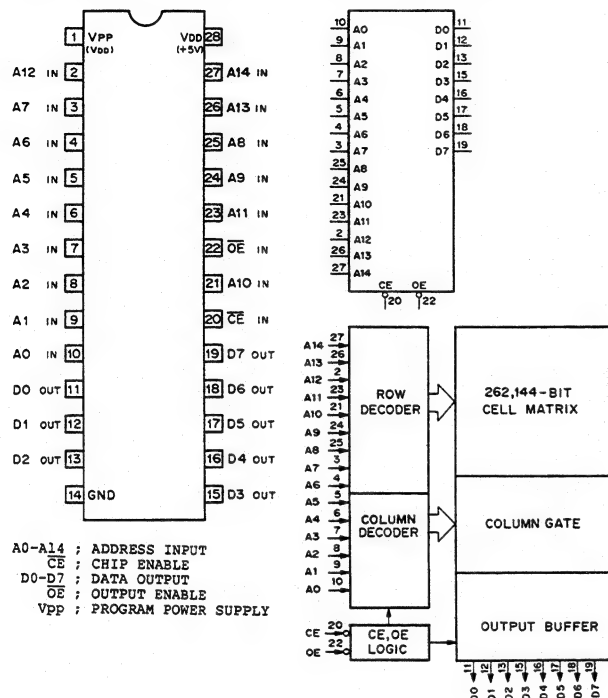 1 VPP VDD 28
(VDD) (+5V)
A12 IN 2 27 A14 IN
A7 IN 3 26 A13 IN
A6 IN 4 25 A8 IN
A5 IN 5 24 A9 IN
A4 IN 6 23 A11 IN
A3 IN 7 22 OE IN
A2 IN 8 21 A10 IN
A1 IN 9 20 CE IN
A0 IN 10 19 D7 OUT
D0 OUT 11 18 D6 OUT
D1 OUT 12 17 D5 OUT
D2 OUT 13 16 D4 OUT
14 GND 15 D3 OUT
A0-A14 ; ADDRESS INPUT
CE ; CHIP ENABLE
D0-D7 ; DATA OUTPUT
OE ; OUTPUT ENABLE
VPP ; PROGRAM POWER SUPPLY
10 A0 D0 11
9 A1 D1 12
8 A2 D2 13
7 A3 D3 15
6 A4 D4 16
5 A5 D5 17
4 A6 D6 18
3 A7 D7 19
25 A8
24 A9
21 A10
23 A11
2 A12
26 A13
27 A14
CE OE
20 22
A14 27
A13 26
A12 2
A11 23
A10 21
A9 24
A8 25
A7 3
A6 4
A5 5
A4 6
A3 7
A2 8
A1 9
A0 10
ROW
DECODER
COLUMN
DECODER
262,144-BIT
CELL MATRIX
COLUMN GATE
OUTPUT BUFFER
CE 20
OE 22
CE,OE
LOGIC
11 12 13 15 16 17 18 19
D0 D1 D2 D3 D4 D5 D6 D7